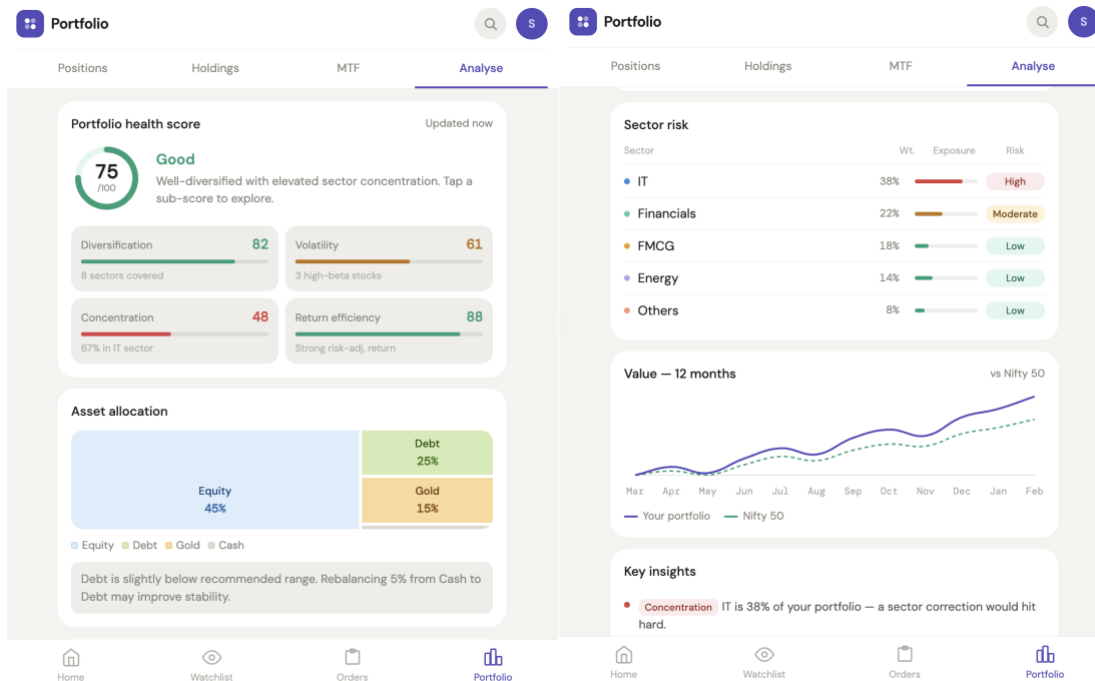 Portfolio
S
Positions Holdings MTF Analyse
Portfolio health score Updated now
75
/100
Good
Well-diversified with elevated sector concentration. Tap a
sub-score to explore.
Diversification 82
8 sectors covered
Volatility 61
3 high-beta stocks
Concentration 48
67% in IT sector
Return efficiency 88
Strong risk-adj. return
Asset allocation
Equity
45%
Debt
25%
Gold
15%
Equity Debt Gold Cash
Debt is slightly below recommended range. Rebalancing 5% from Cash to
Debt may improve stability.
Home Watchlist Orders Portfolio
Portfolio
S
Positions Holdings MTF Analyse
Sector risk
Sector Wt. Exposure Risk
IT 38% High
Financials 22% Moderate
FMCG 18% Low
Energy 14% Low
Others 8% Low
Value — 12 months vs Nifty 50
Mar Apr May Jun Jul Aug Sep Oct Nov Dec Jan Feb
Your portfolio Nifty 50
Key insights
Concentration IT is 38% of your portfolio — a sector correction would hit
hard.
Home Watchlist Orders Portfolio